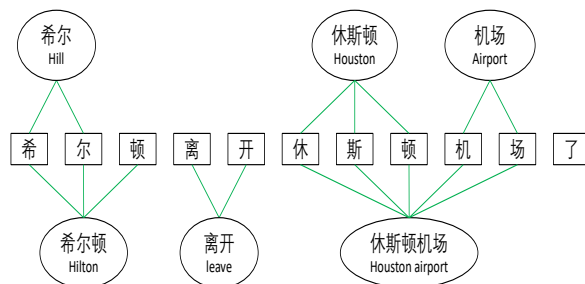 希尔
Hill
休斯顿
Houston
机场
Airport
希 尔 顿 离 开 休 斯 顿 机 场 了
希尔顿
Hilton
离开
leave
休斯顿机场
Houston airport